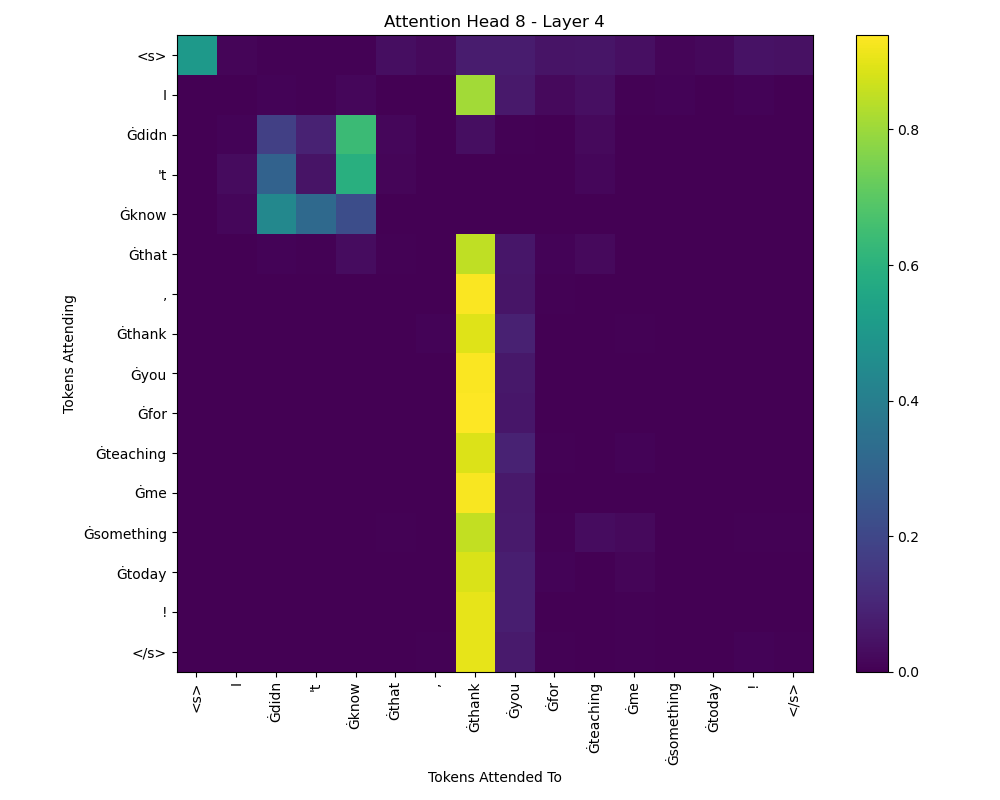 Attention Head 8 - Layer 4
Tokens Attending
<s>
I
Ġdidn
't
Ġknow
Ġthat
,
Ġthank
Ġyou
Ġfor
Ġteaching
Ġme
Ġsomething
Ġtoday
!
</s>
<s>
I
Ġdidn
't
Ġknow
Ġthat
,
Ġthank
Ġyou
Ġfor
Ġteaching
Ġme
Ġsomething
Ġtoday
!
</s>
Tokens Attended To
0.8
0.6
0.4
0.2
0.0